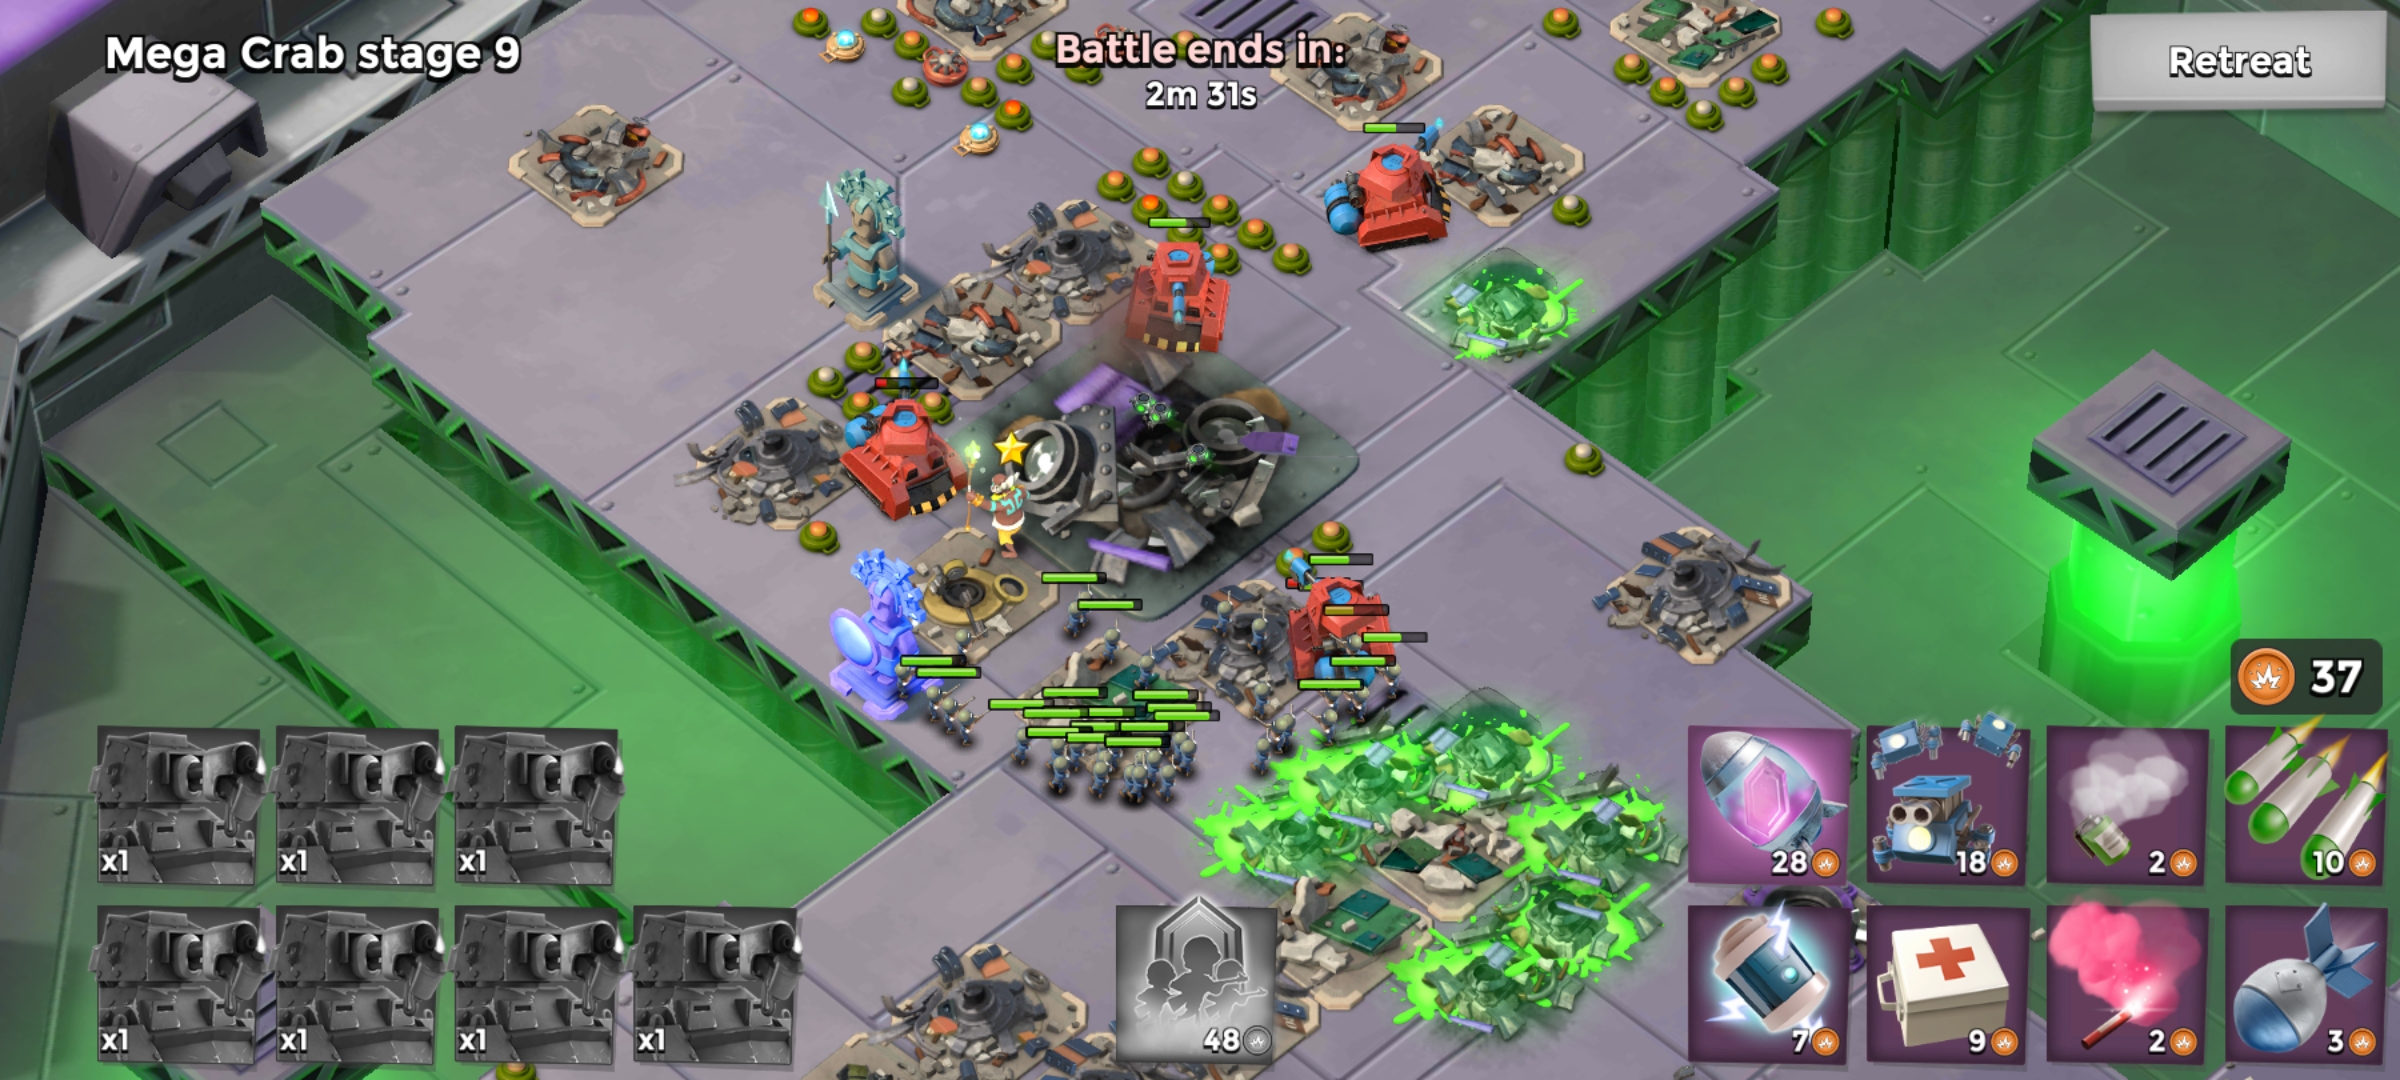 Mega Crab stage 9
Battle ends in:
2m 31s
Retreat
37
x1
x1
x1
28
18
2
10
x1
x1
x1
x1
48
7
9
2
3